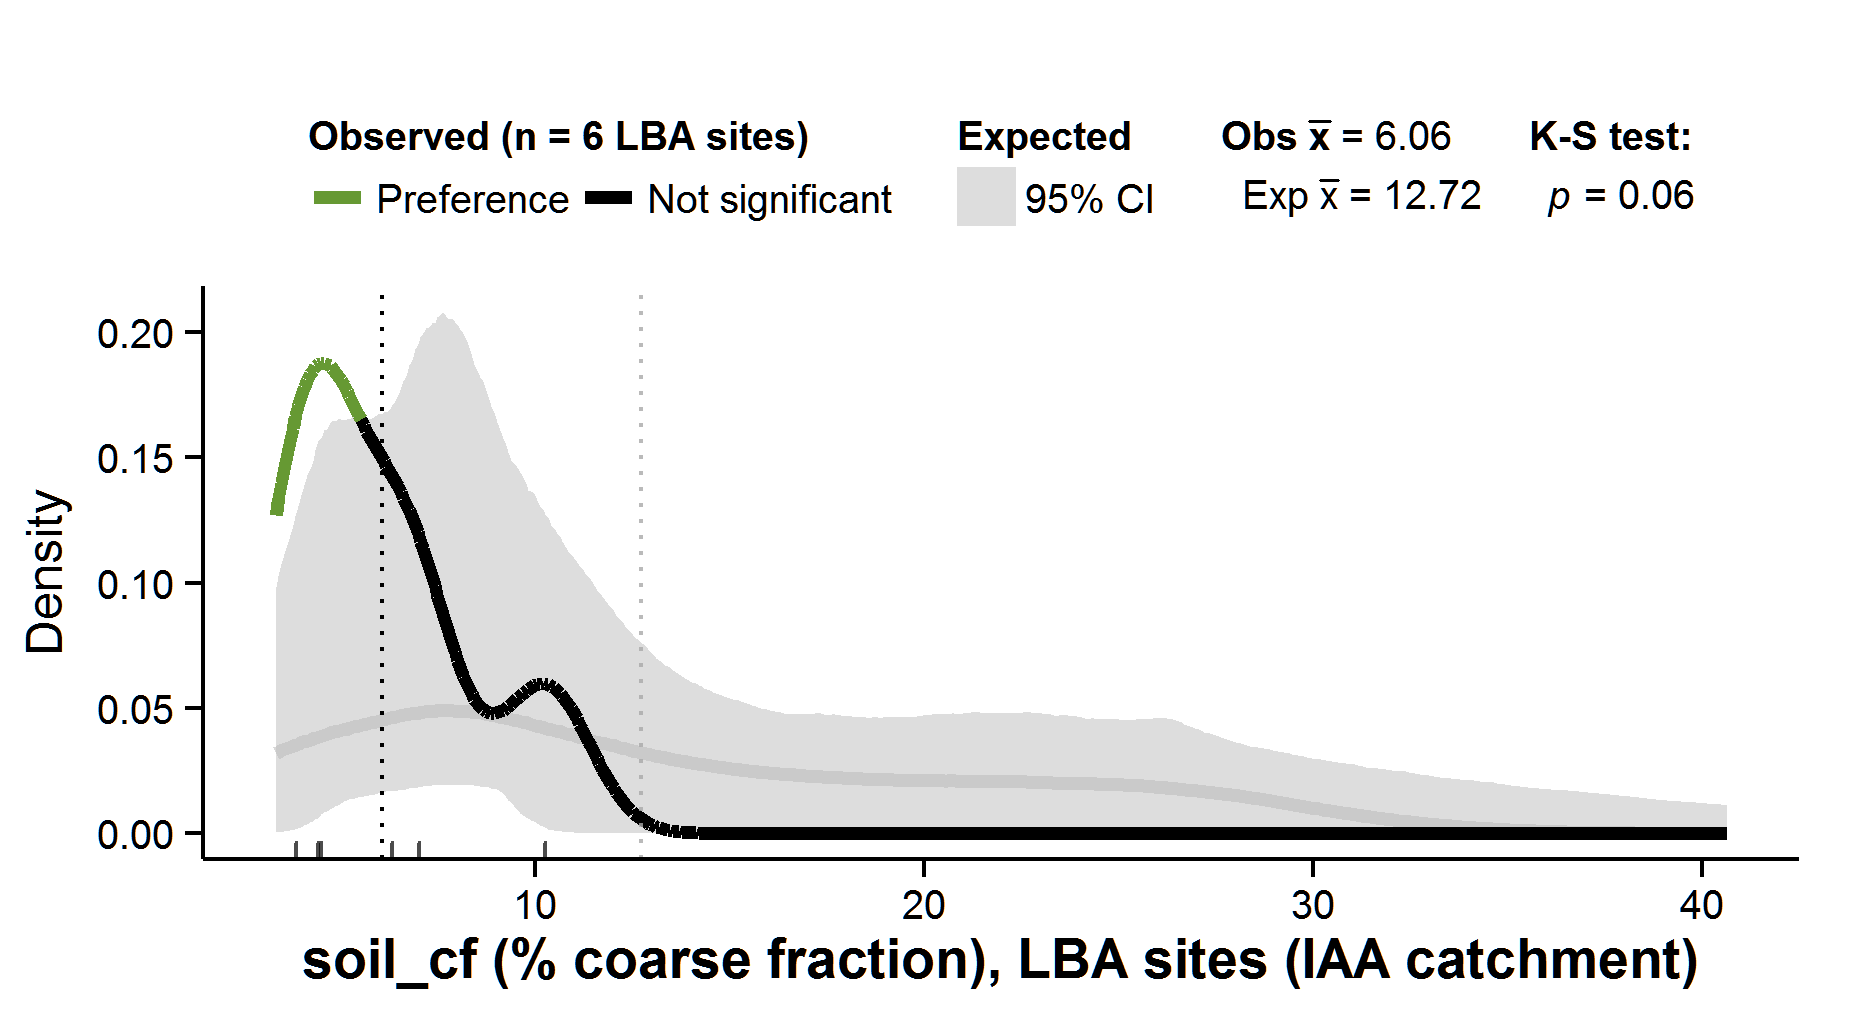 Observed (n = 6 LBA sites) Expected Obs x̅ = 6.06 K-S test:
Preference Not significant 95% CI Exp x̅ = 12.72 p = 0.06
Density
0.20
0.15
0.10
0.05
0.00
10 20 30 40
soil_cf (% coarse fraction), LBA sites (IAA catchment)